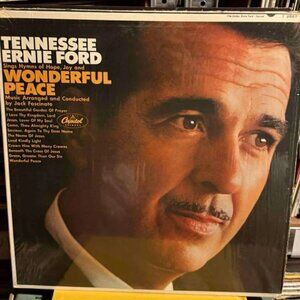 TENNESSEE
ERNIE FORD
Sings Hymns of Hope, Joy and
WONDERFUL
PEACE
Music Arranged and Conducted
by Jack Fascinato
The Beautiful Garden Of Prayer
I Love Thy Kingdom, Lord
Jesus, Lover Of My Soul
Come, Thou Almighty King
Saviour, Again To Thy Dear Name
The Name Of Jesus
Lead Kindly Light
Crown Him With Many Crowns
Beneath The Cross Of Jesus
Grace, Greater Than Our Sin
Wonderful Peace
Capitol